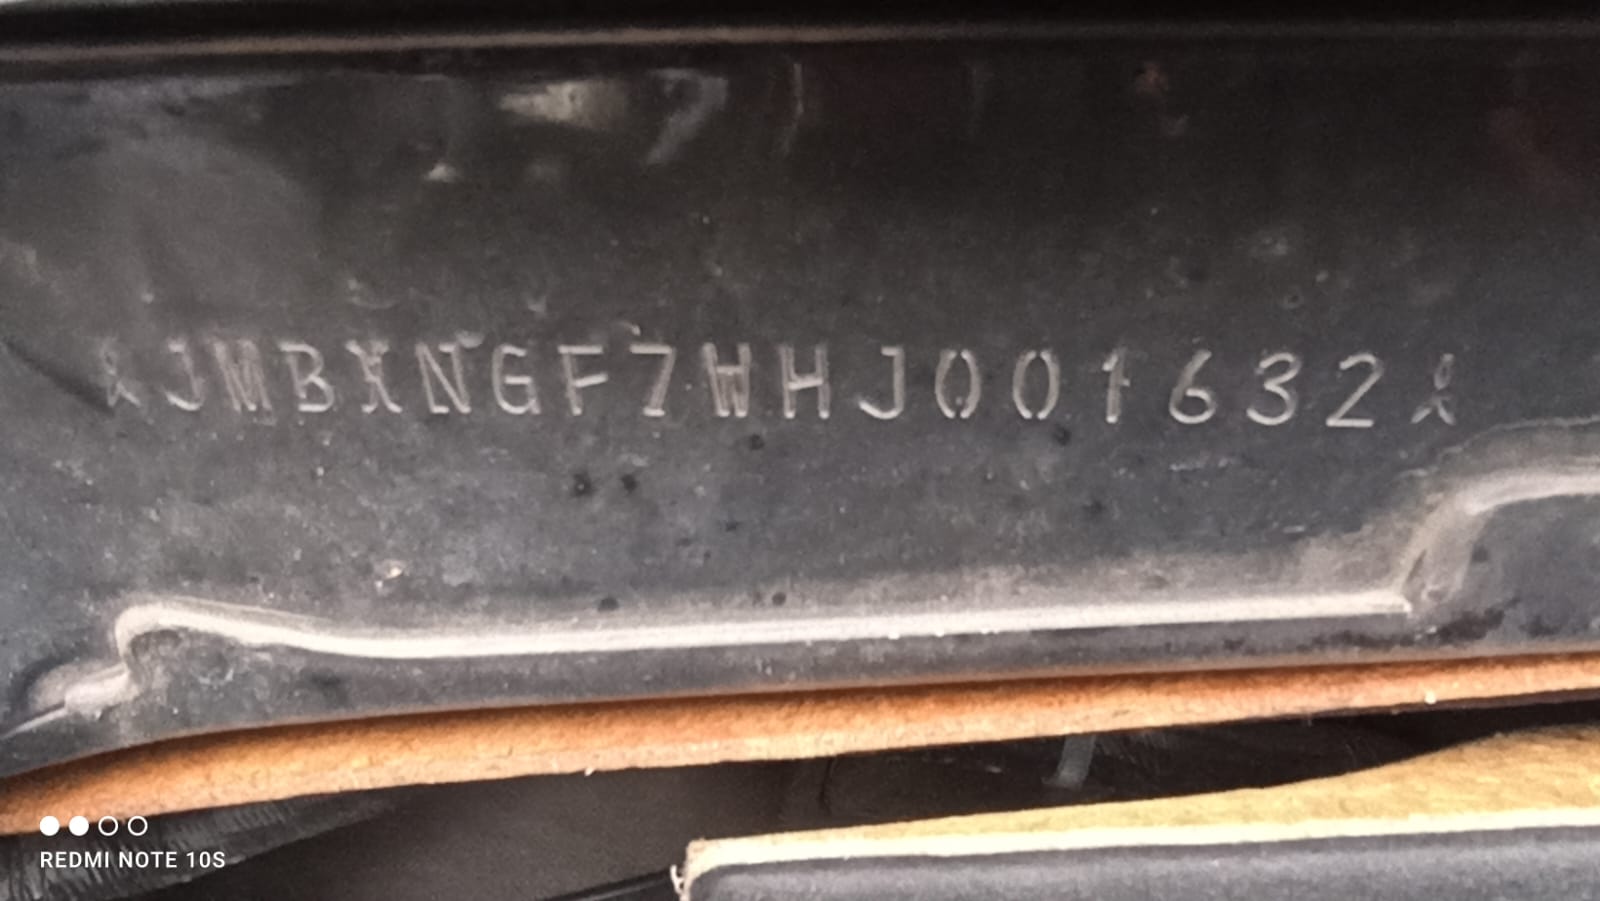 JMBXNGF7WHJ001632
REDMI NOTE 10S